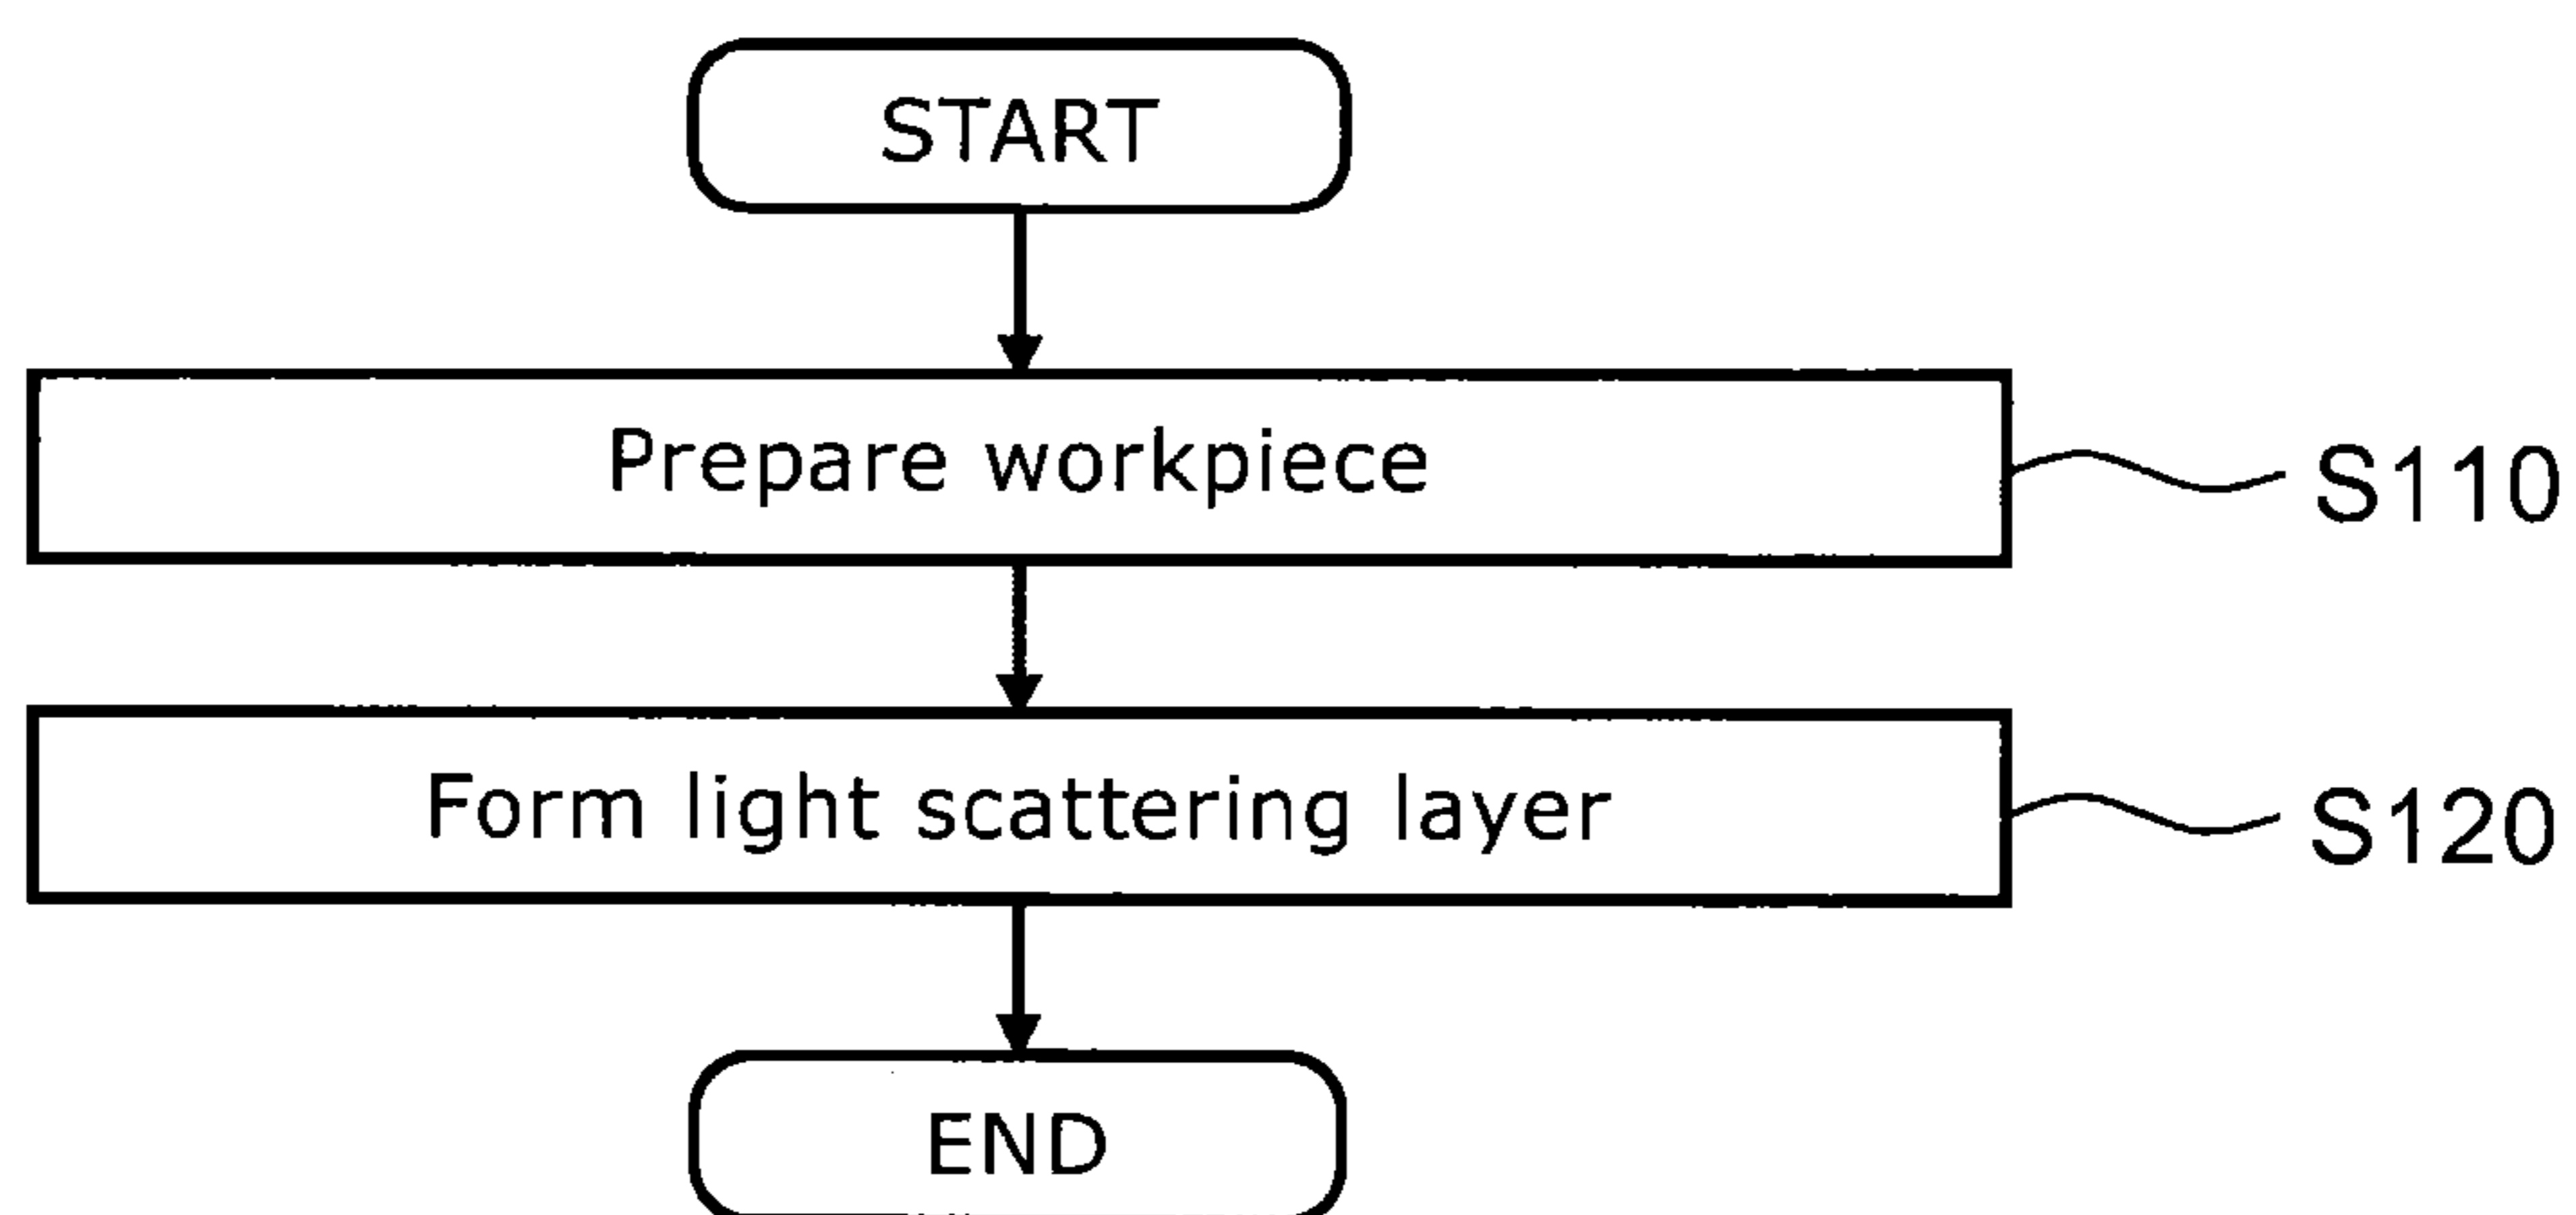 START
Prepare workpiece
S110
Form light scattering layer
S120
END